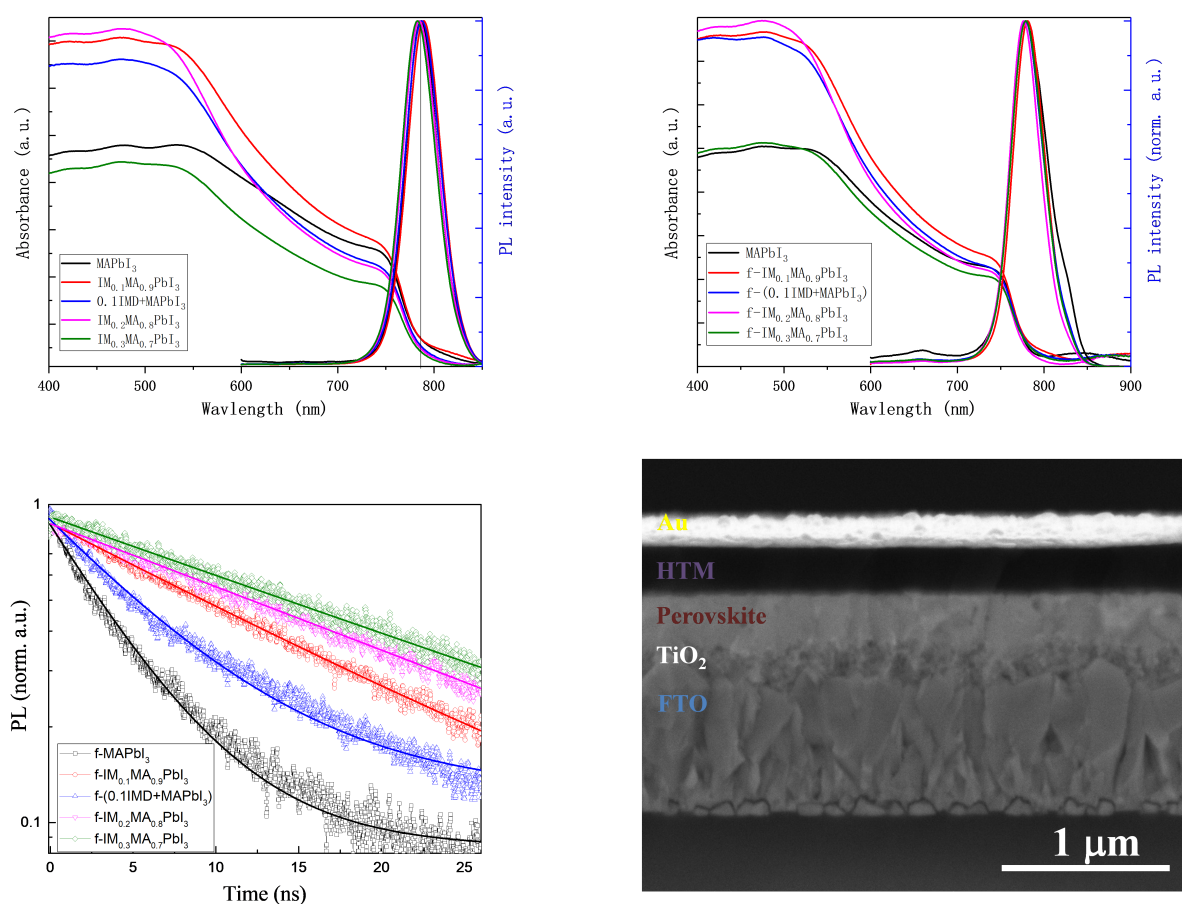 Absorbance (a.u.)
PL intensity (a.u.)
MAPbI3
IM0.1MA0.9PbI3
0.1IMD+MAPbI3
IM0.2MA0.8PbI3
IM0.3MA0.7PbI3
400 500 600 700 800
Wavlength (nm)
Absorbance (a.u.)
PL intensity (norm. a.u.)
MAPbI3
f-IM0.1MA0.9PbI3
f-(0.1IMD+MAPbI3)
f-IM0.2MA0.8PbI3
f-IM0.3MA0.7PbI3
400 500 600 700 800 900
Wavlength (nm)
1
0.1
PL (norm. a.u.)
f-MAPbI3
f-IM0.1MA0.9PbI3
f-(0.1IMD+MAPbI3)
f-IM0.2MA0.8PbI3
f-IM0.3MA0.7PbI3
0 5 10 15 20 25
Time (ns)
Au
HTM
Perovskite
TiO2
FTO
1 μm